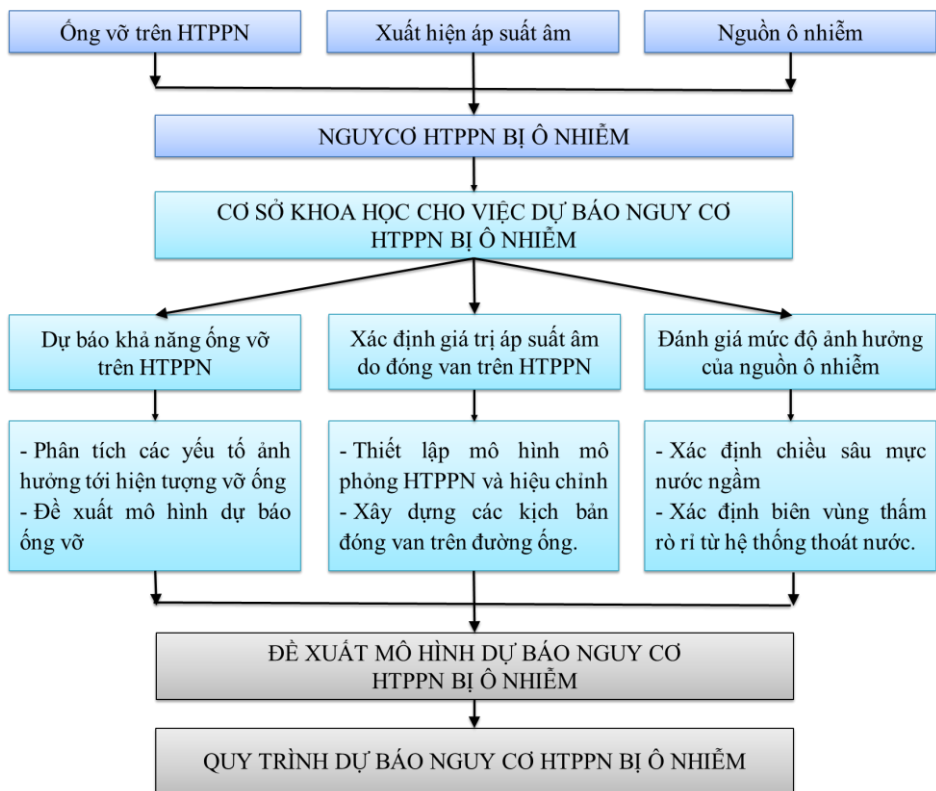 Ống vỡ trên HTPPN
Xuất hiện áp suất âm
Nguồn ô nhiễm
NGUYCƠ HTPPN BỊ Ô NHIỄM
CƠ SỞ KHOA HỌC CHO VIỆC DỰ BÁO NGUY CƠ
HTPPN BỊ Ô NHIỄM
Dự báo khả năng ống vỡ
trên HTPPN
Xác định giá trị áp suất âm
do đóng van trên HTPPN
Đánh giá mức độ ảnh hưởng
của nguồn ô nhiễm
- Phân tích các yếu tố ảnh
hưởng tới hiện tượng vỡ ống
- Đề xuất mô hình dự báo
ống vỡ
- Thiết lập mô hình mô
phỏng HTPPN và hiệu chỉnh
- Xây dựng các kịch bản
đóng van trên đường ống.
- Xác định chiều sâu mực
nước ngầm
- Xác định biên vùng thấm
rò rỉ từ hệ thống thoát nước.
ĐỀ XUẤT MÔ HÌNH DỰ BÁO NGUY CƠ
HTPPN BỊ Ô NHIỄM
QUY TRÌNH DỰ BÁO NGUY CƠ HTPPN BỊ Ô NHIỄM